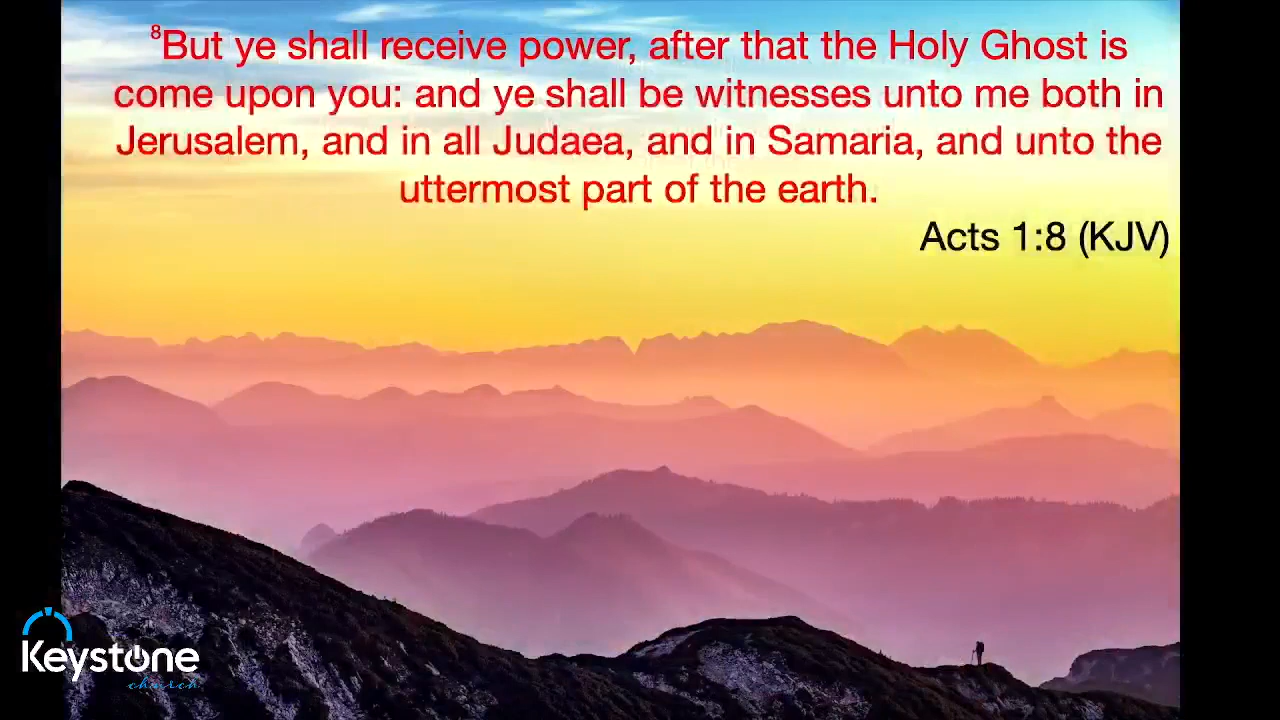 ⁸But ye shall receive power, after that the Holy Ghost is
come upon you: and ye shall be witnesses unto me both in
Jerusalem, and in all Judaea, and in Samaria, and unto the
uttermost part of the earth.
Acts 1:8 (KJV)
Keystone
church